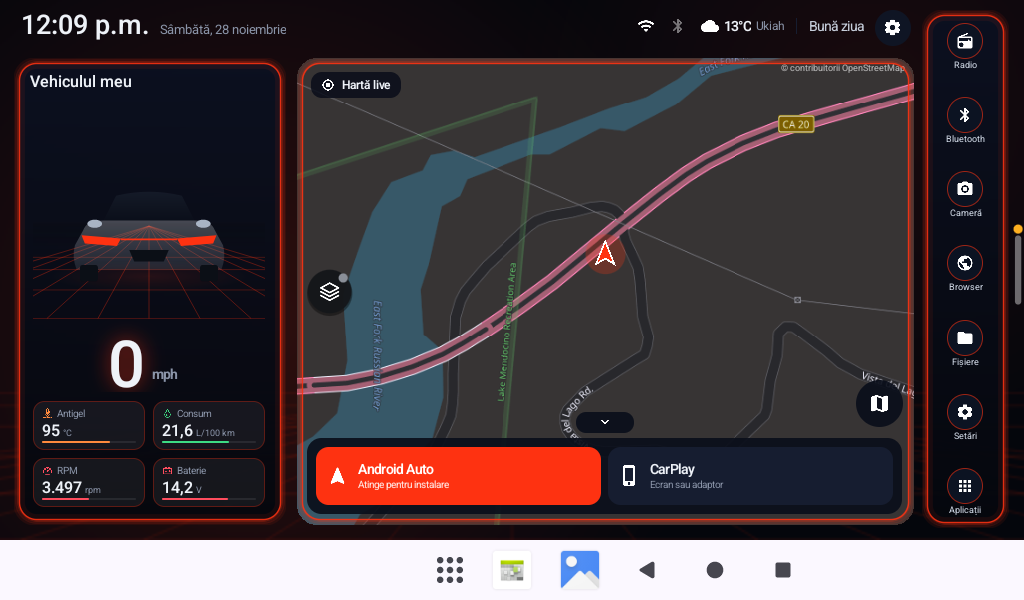 12:09 p.m.
Sâmbătă, 28 noiembrie
13°C
Ukiah
Bună ziua
Vehiculul meu
0
mph
Antigel
95 °C
Consum
21,6 L/100 km
RPM
3.497 rpm
Baterie
14,2 V
Hartă live
© contribuitorii OpenStreetMap
East Fork
CA 20
East Fork Russian River
Lake Mendocino Recreation Area
del Lago Rd.
Android Auto
Atinge pentru instalare
CarPlay
Ecran sau adaptor
Radio
Bluetooth
Cameră
Browser
Fișiere
Setări
Aplicații